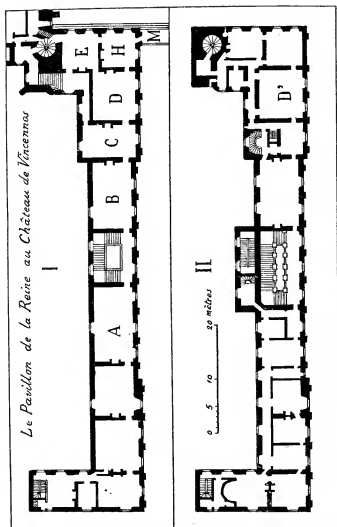 Le Pavillon de la Reine au Château de Vincennes
I
E
H
M
D
C
B
A
II
D'
0 5 10 20 mètres